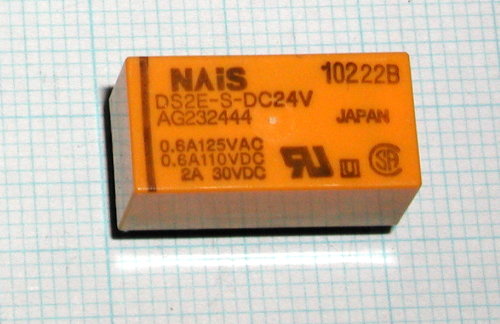 NAiS 10222B
DS2E-S-DC24V
AG232444 JAPAN
0.6A125VAC
0.6A110VDC
2A 30VDC